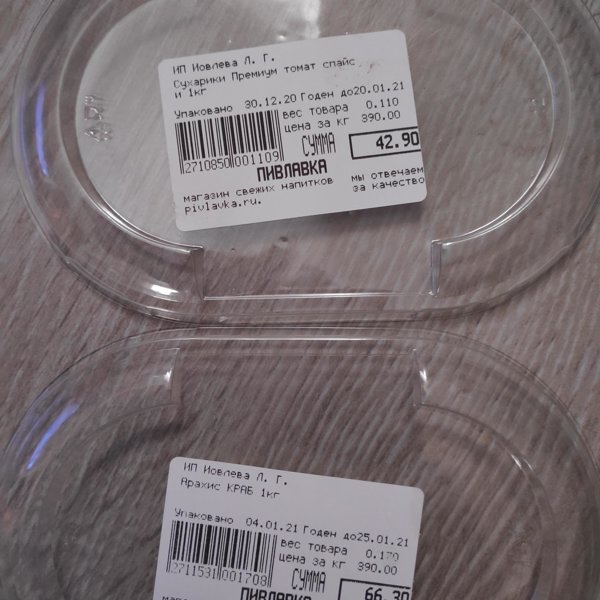 ИП Иовлева Л. Г.
Сухарики Премиум томат спайс
и 1кг
Упаковано 30.12.20 Годен до20.01.21
вес товара 0.110
цена за кг 390.00
2710850 001109
СУММА 42.90
ПИВЛАВКА
магазин свежих напитков мы отвечаем
pivlavka.ru. за качество
ИП Иовлева Л. Г.
Арахис КРАБ 1кг
Упаковано 04.01.21 Годен до25.01.21
вес товара 0.170
цена за кг 390.00
2711531 001708
СУММА 66.30
ПИВЛАВКА